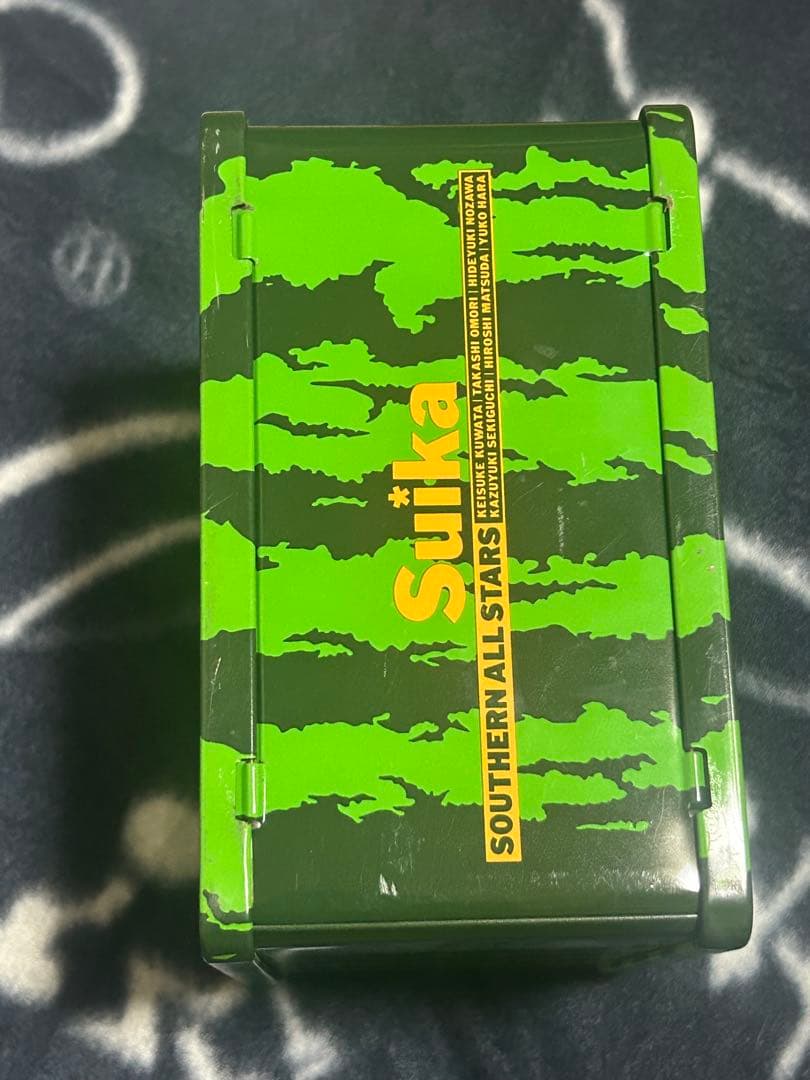 Suika
SOUTHERN ALL STARS
KEISUKE KUWATA | TAKASHI OMORI | HIDEYUKI NOZAWA
KAZUYUKI SEKIGUCHI | HIROSHI MATSUDA | YUKO HARA